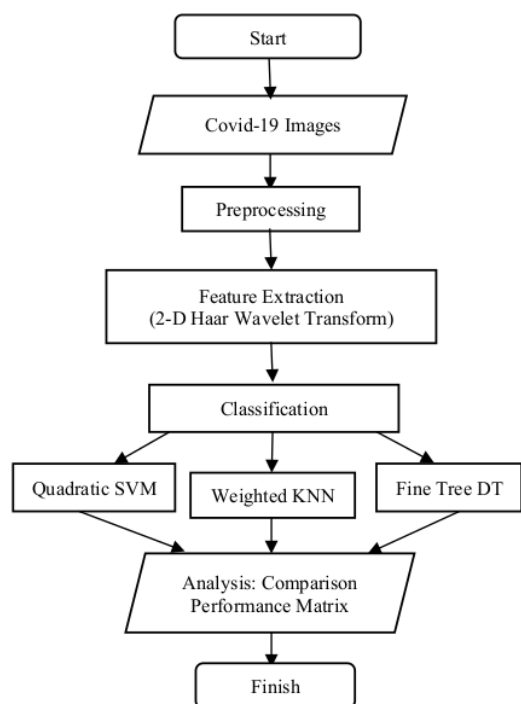 Start
Covid-19 Images
Preprocessing
Feature Extraction
(2-D Haar Wavelet Transform)
Classification
Quadratic SVM
Weighted KNN
Fine Tree DT
Analysis: Comparison
Performance Matrix
Finish